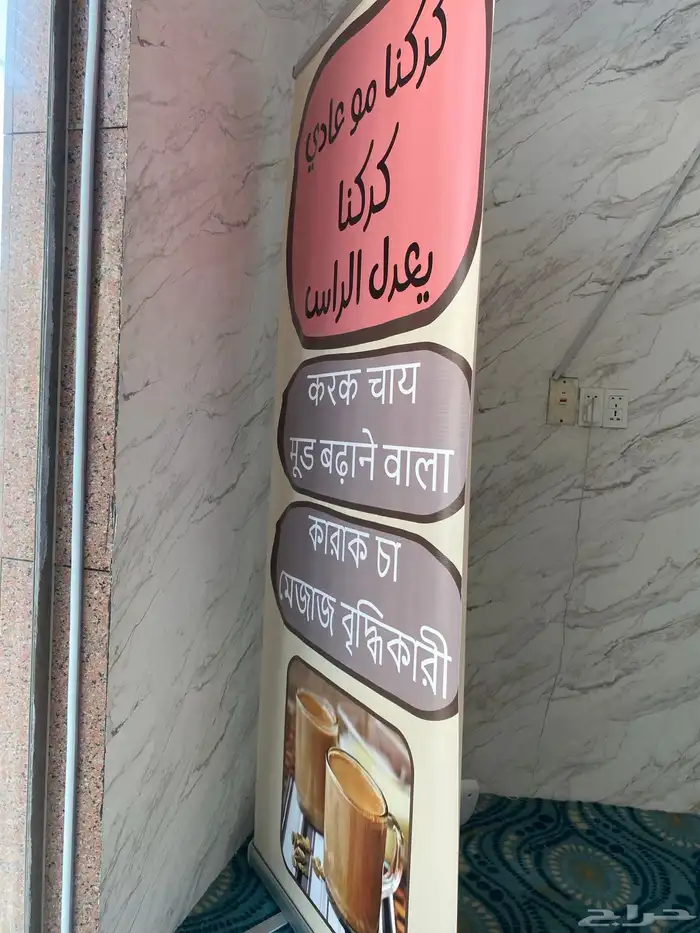 كركنا مو عادي
كركنا
يعدل الراس
करक चाय
मूड बढ़ाने वाला
কারাক চা
মেজাজ বৃদ্ধিকারী
حراج